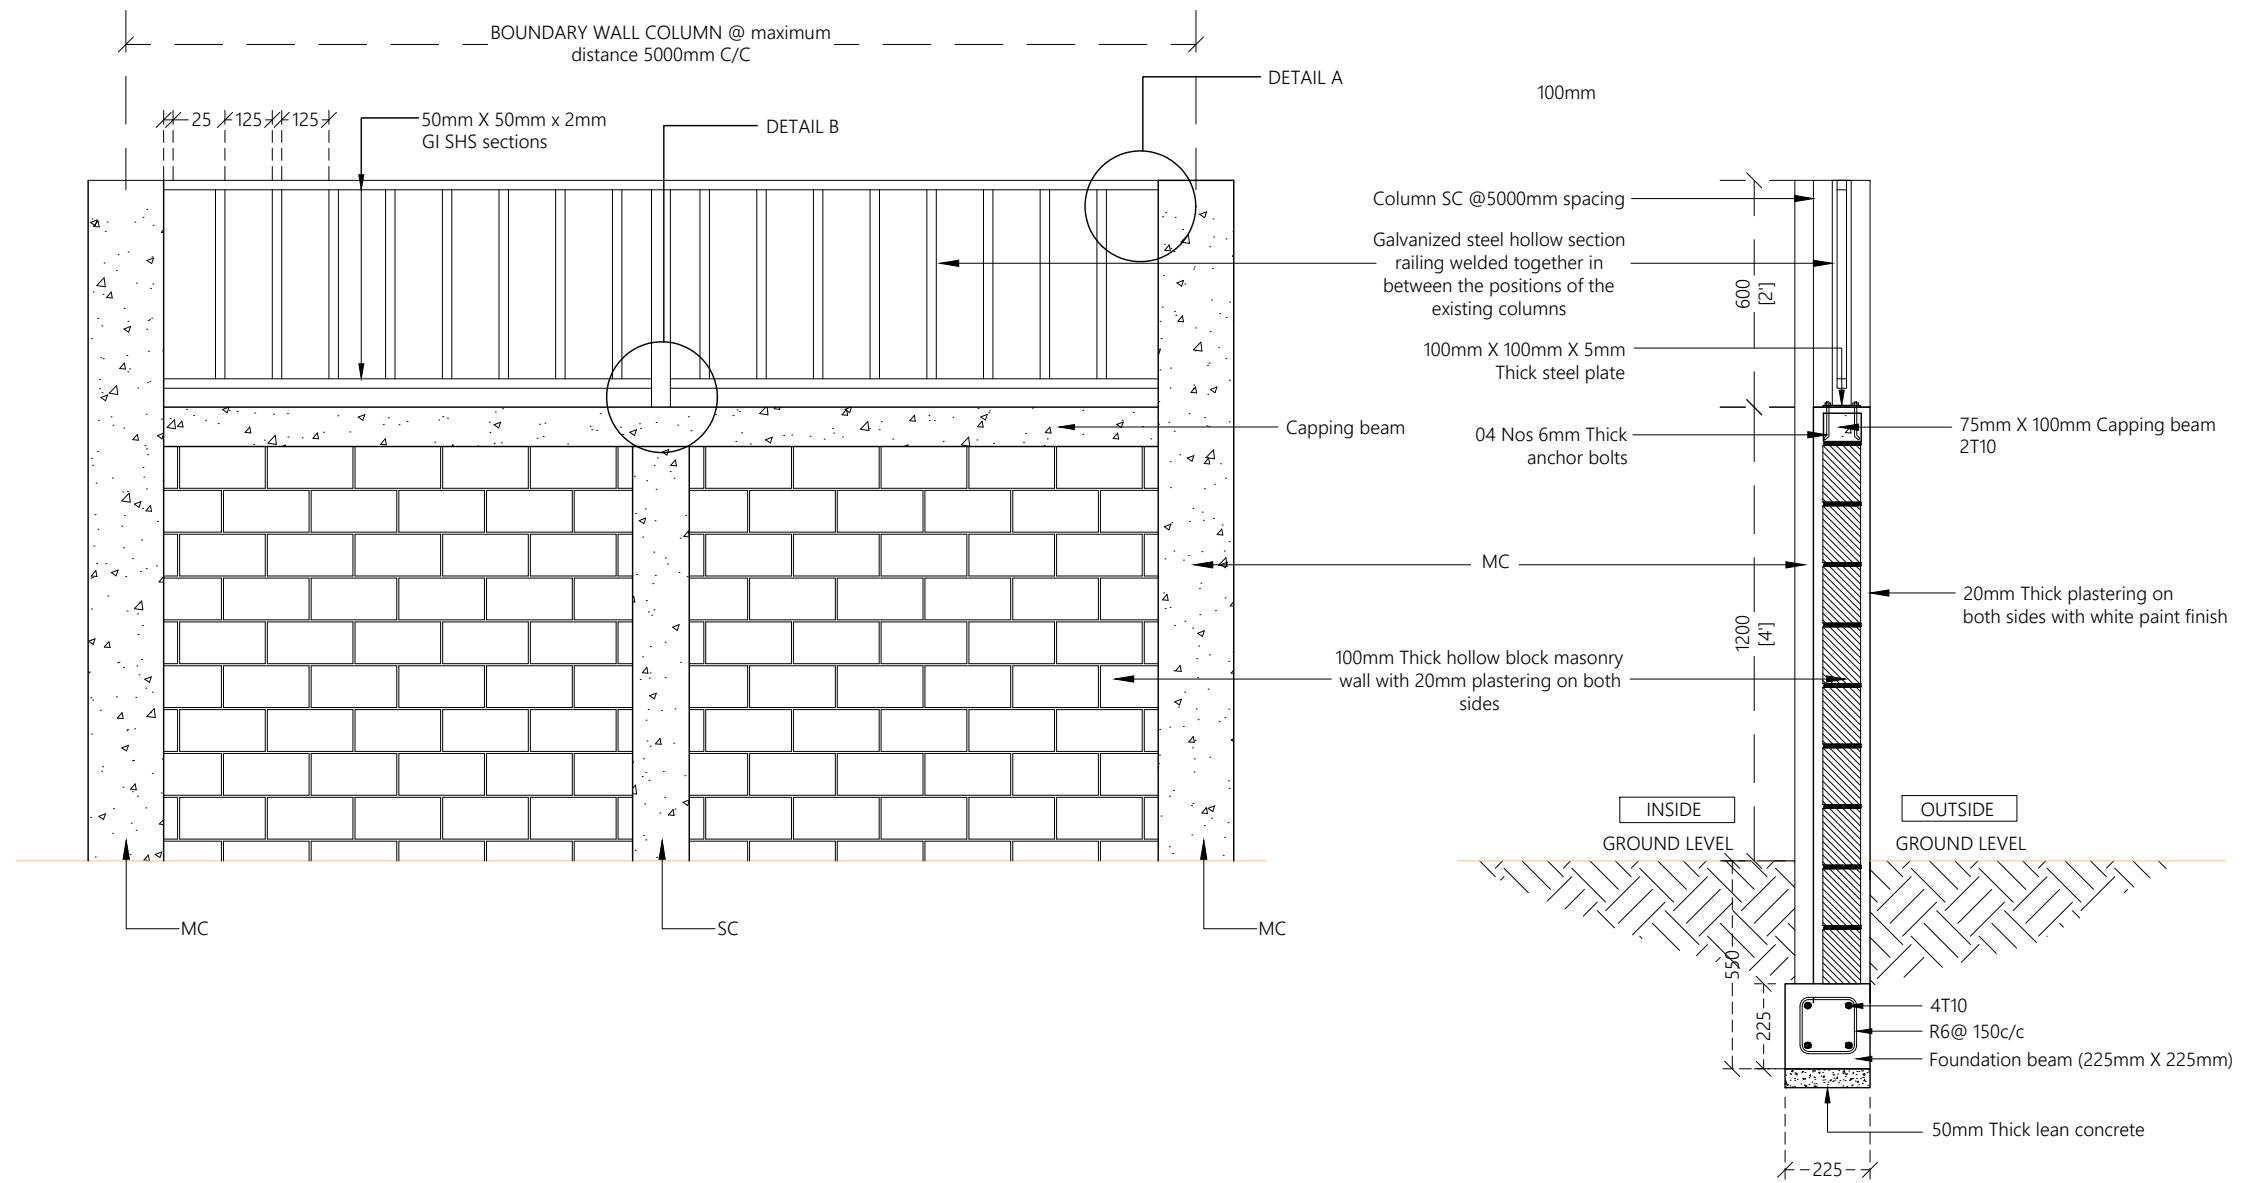 BOUNDARY WALL COLUMN @ maximum
distance 5000mm C/C
DETAIL A
100mm
25
125
125
50mm X 50mm x 2mm
GI SHS sections
DETAIL B
Column SC @5000mm spacing
Galvanized steel hollow section
railing welded together in
between the positions of the
existing columns
600
[2']
100mm X 100mm X 5mm
Thick steel plate
Capping beam
04 Nos 6mm Thick
anchor bolts
75mm X 100mm Capping beam
2T10
MC
20mm Thick plastering on
both sides with white paint finish
1200
[4']
100mm Thick hollow block masonry
wall with 20mm plastering on both
sides
INSIDE
OUTSIDE
GROUND LEVEL
GROUND LEVEL
MC
SC
MC
550
225
4T10
R6@ 150c/c
Foundation beam (225mm X 225mm)
50mm Thick lean concrete
225